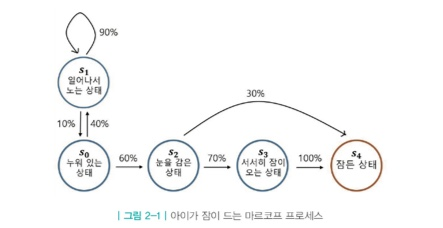 90%
s₁
일어나서
노는 상태
30%
10%
40%
s₀
누워 있는
상태
60%
s₂
눈을 감은
상태
70%
s₃
서서히 잠이
오는 상태
100%
s₄
잠든 상태
| 그림 2-1 | 아이가 잠이 드는 마르코프 프로세스